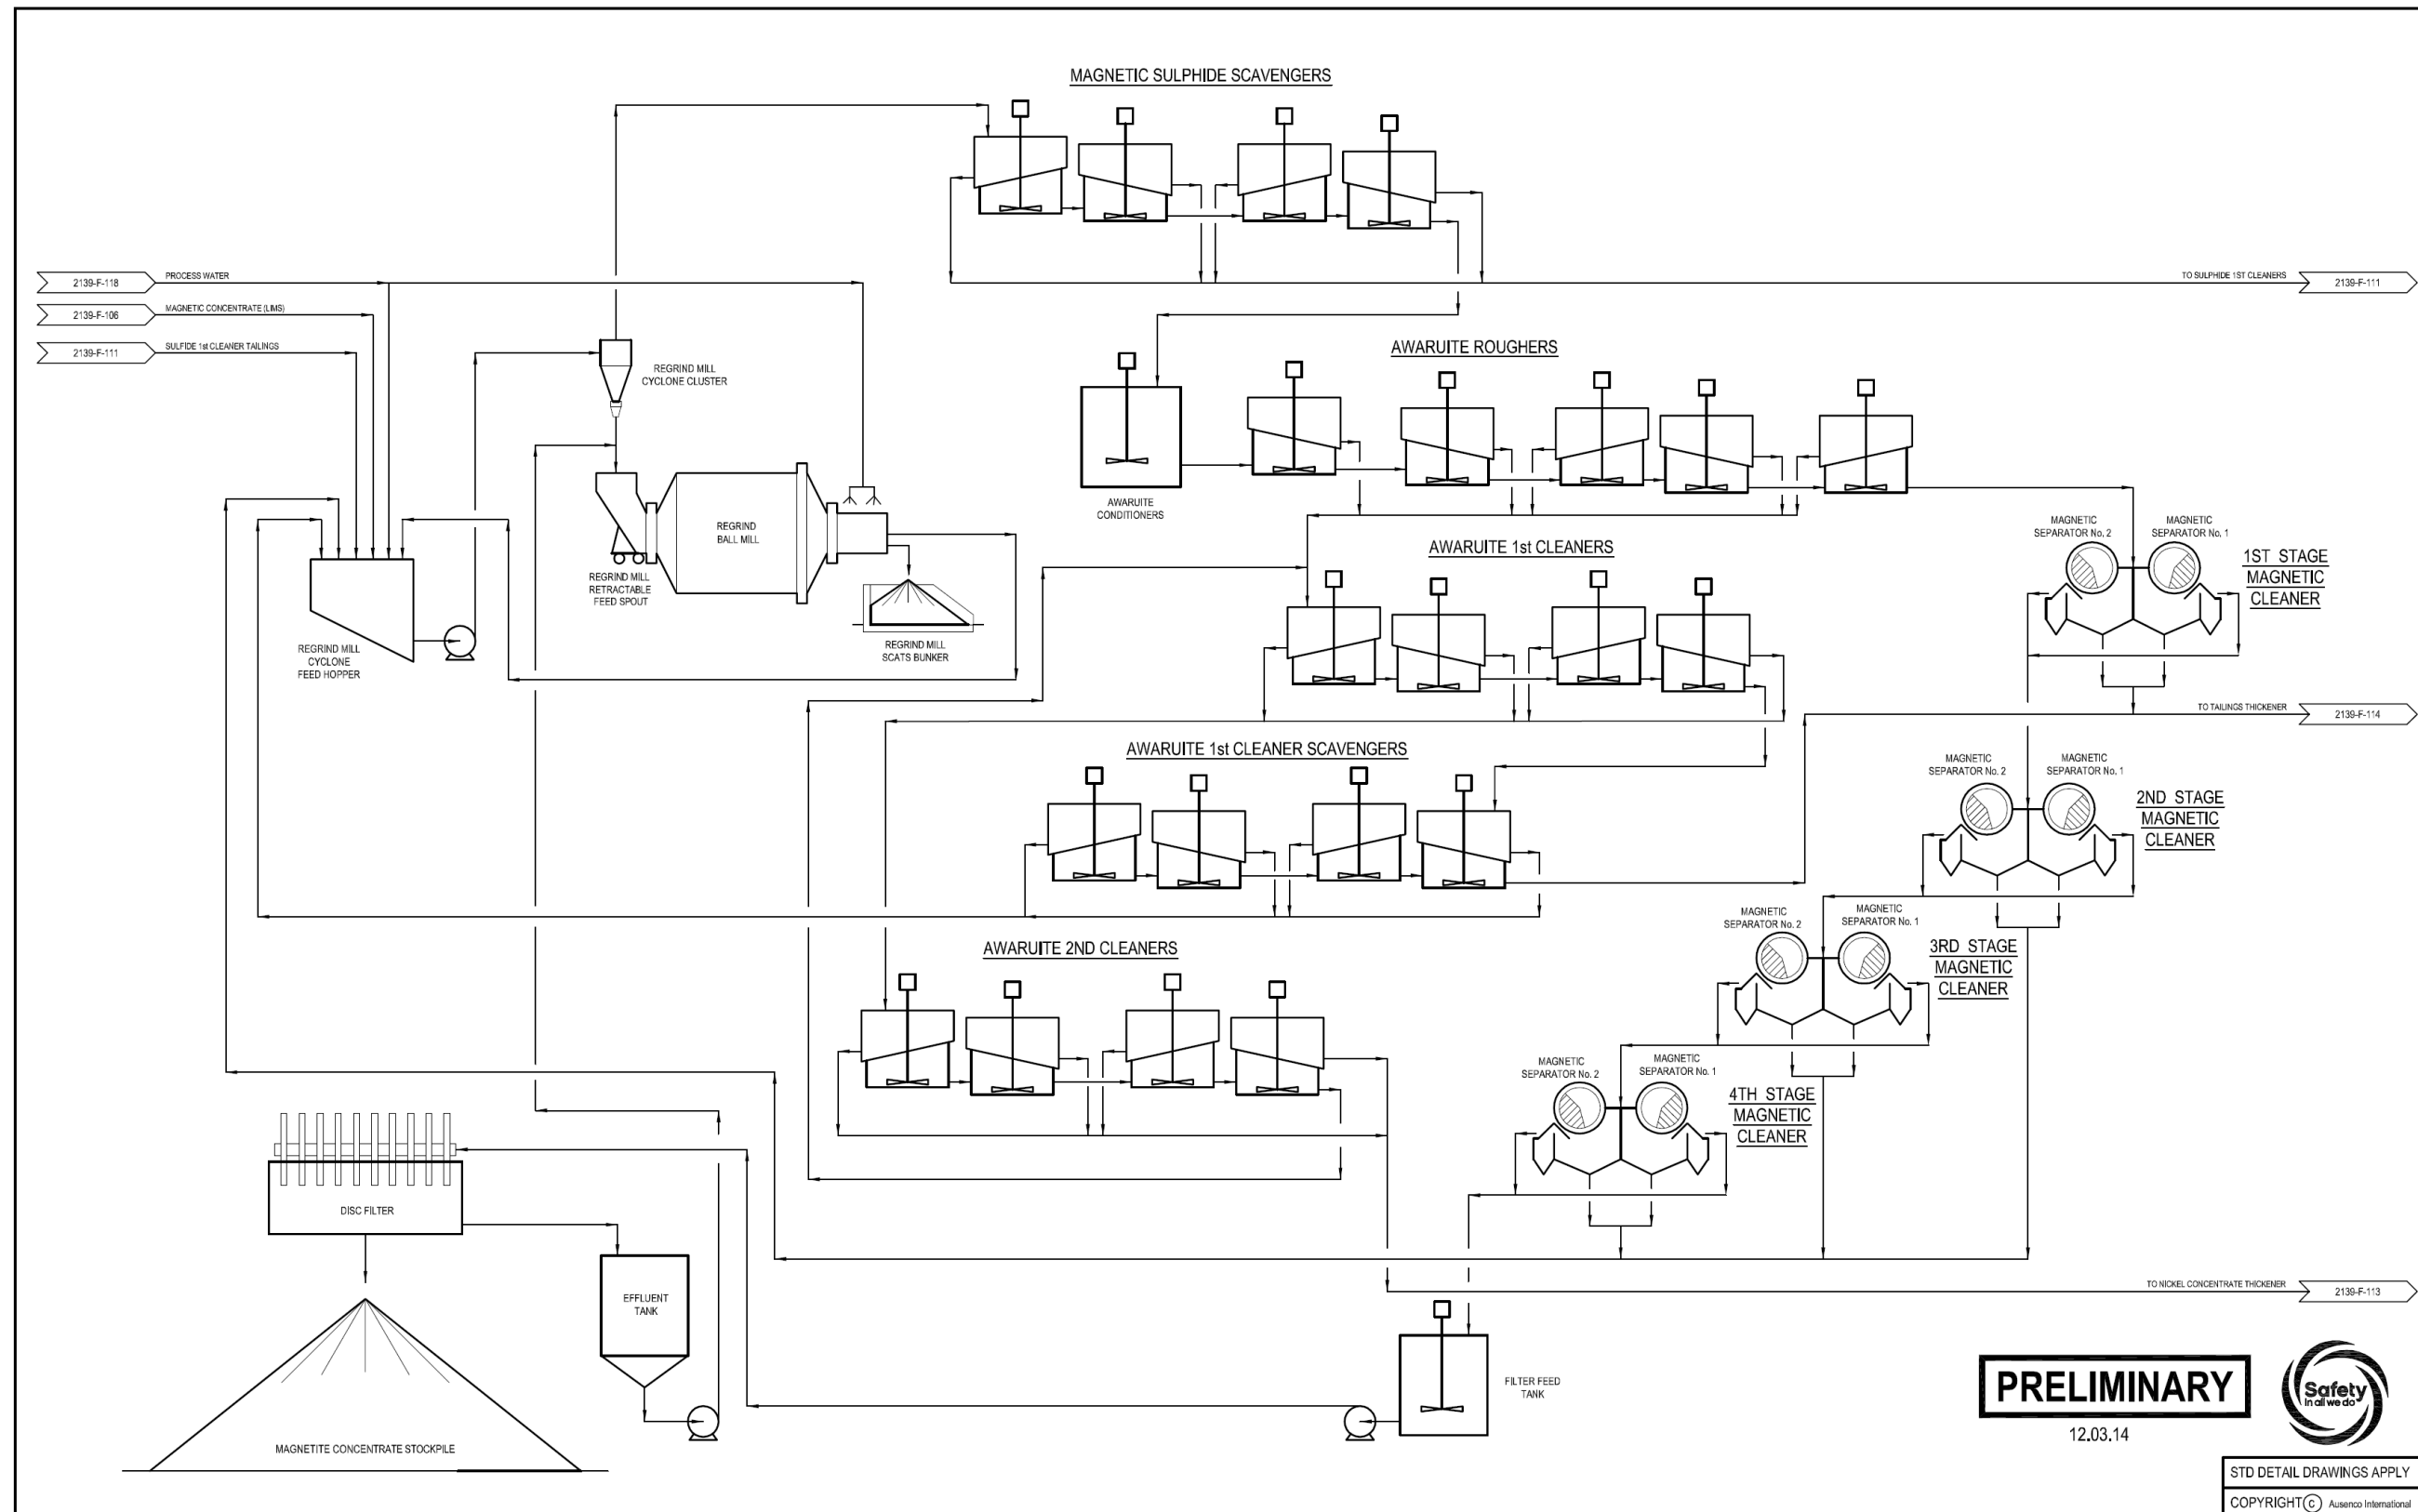 MAGNETIC SULPHIDE SCAVENGERS
2139-F-118
PROCESS WATER
TO SULPHIDE 1ST CLEANERS
2139-F-111
2139-F-106
MAGNETIC CONCENTRATE (LIMS)
2139-F-111
SULFIDE 1st CLEANER TAILINGS
REGRIND MILL
CYCLONE CLUSTER
AWARUITE ROUGHERS
AWARUITE
CONDITIONERS
REGRIND
BALL MILL
REGRIND MILL
RETRACTABLE
FEED SPOUT
REGRIND MILL
SCATS BUNKER
REGRIND MILL
CYCLONE
FEED HOPPER
AWARUITE 1st CLEANERS
MAGNETIC
SEPARATOR No. 2
MAGNETIC
SEPARATOR No. 1
1ST STAGE
MAGNETIC
CLEANER
TO TAILINGS THICKENER
2139-F-114
AWARUITE 1st CLEANER SCAVENGERS
MAGNETIC
SEPARATOR No. 2
MAGNETIC
SEPARATOR No. 1
2ND STAGE
MAGNETIC
CLEANER
MAGNETIC
SEPARATOR No. 2
MAGNETIC
SEPARATOR No. 1
3RD STAGE
MAGNETIC
CLEANER
AWARUITE 2ND CLEANERS
MAGNETIC
SEPARATOR No. 2
MAGNETIC
SEPARATOR No. 1
4TH STAGE
MAGNETIC
CLEANER
DISC FILTER
EFFLUENT
TANK
TO NICKEL CONCENTRATE THICKENER
2139-F-113
FILTER FEED
TANK
MAGNETITE CONCENTRATE STOCKPILE
PRELIMINARY
12.03.14
Safety
in all we do
STD DETAIL DRAWINGS APPLY
COPYRIGHT © Ausenco International